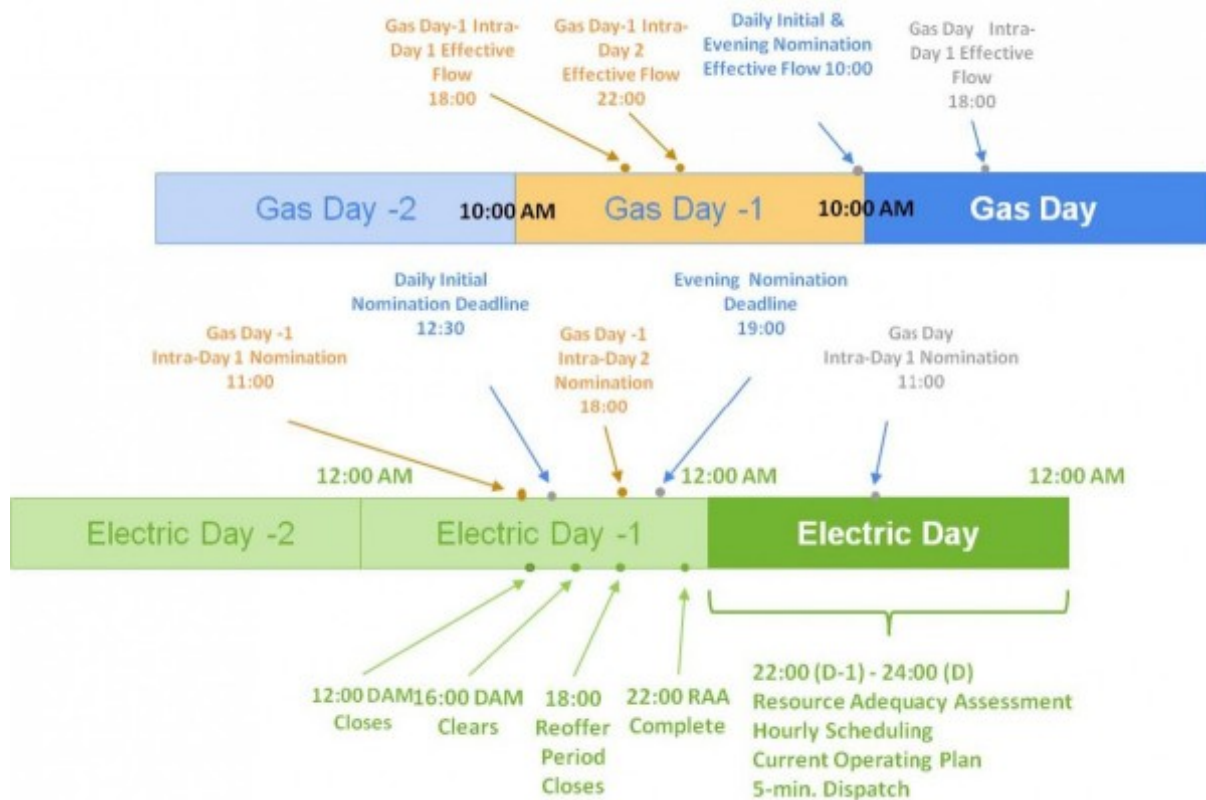 Gas Day-1 Intra-
Day 1 Effective
Flow
18:00
Gas Day-1 Intra-
Day 2
Effective Flow
22:00
Daily Initial &
Evening Nomination
Effective Flow 10:00
Gas Day Intra-
Day 1 Effective
Flow
18:00
Gas Day -2
10:00 AM
Gas Day -1
10:00 AM
Gas Day
Daily Initial
Nomination Deadline
12:30
Evening Nomination
Deadline
19:00
Gas Day -1
Intra-Day 1 Nomination
11:00
Gas Day -1
Intra-Day 2
Nomination
18:00
Gas Day
Intra-Day 1 Nomination
11:00
12:00 AM
12:00 AM
12:00 AM
Electric Day -2
Electric Day -1
Electric Day
12:00 DAM
Closes
16:00 DAM
Clears
18:00
Reoffer
Period
Closes
22:00 RAA
Complete
22:00 (D-1) - 24:00 (D)
Resource Adequacy Assessment
Hourly Scheduling
Current Operating Plan
5-min. Dispatch